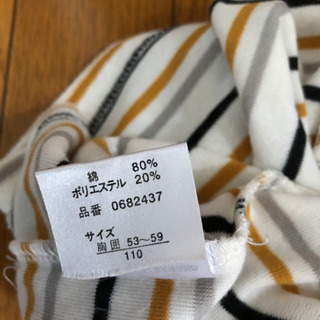 綿 80%
ポリエステル 20%
品番 0682437
サイズ
胸囲 53～59
110